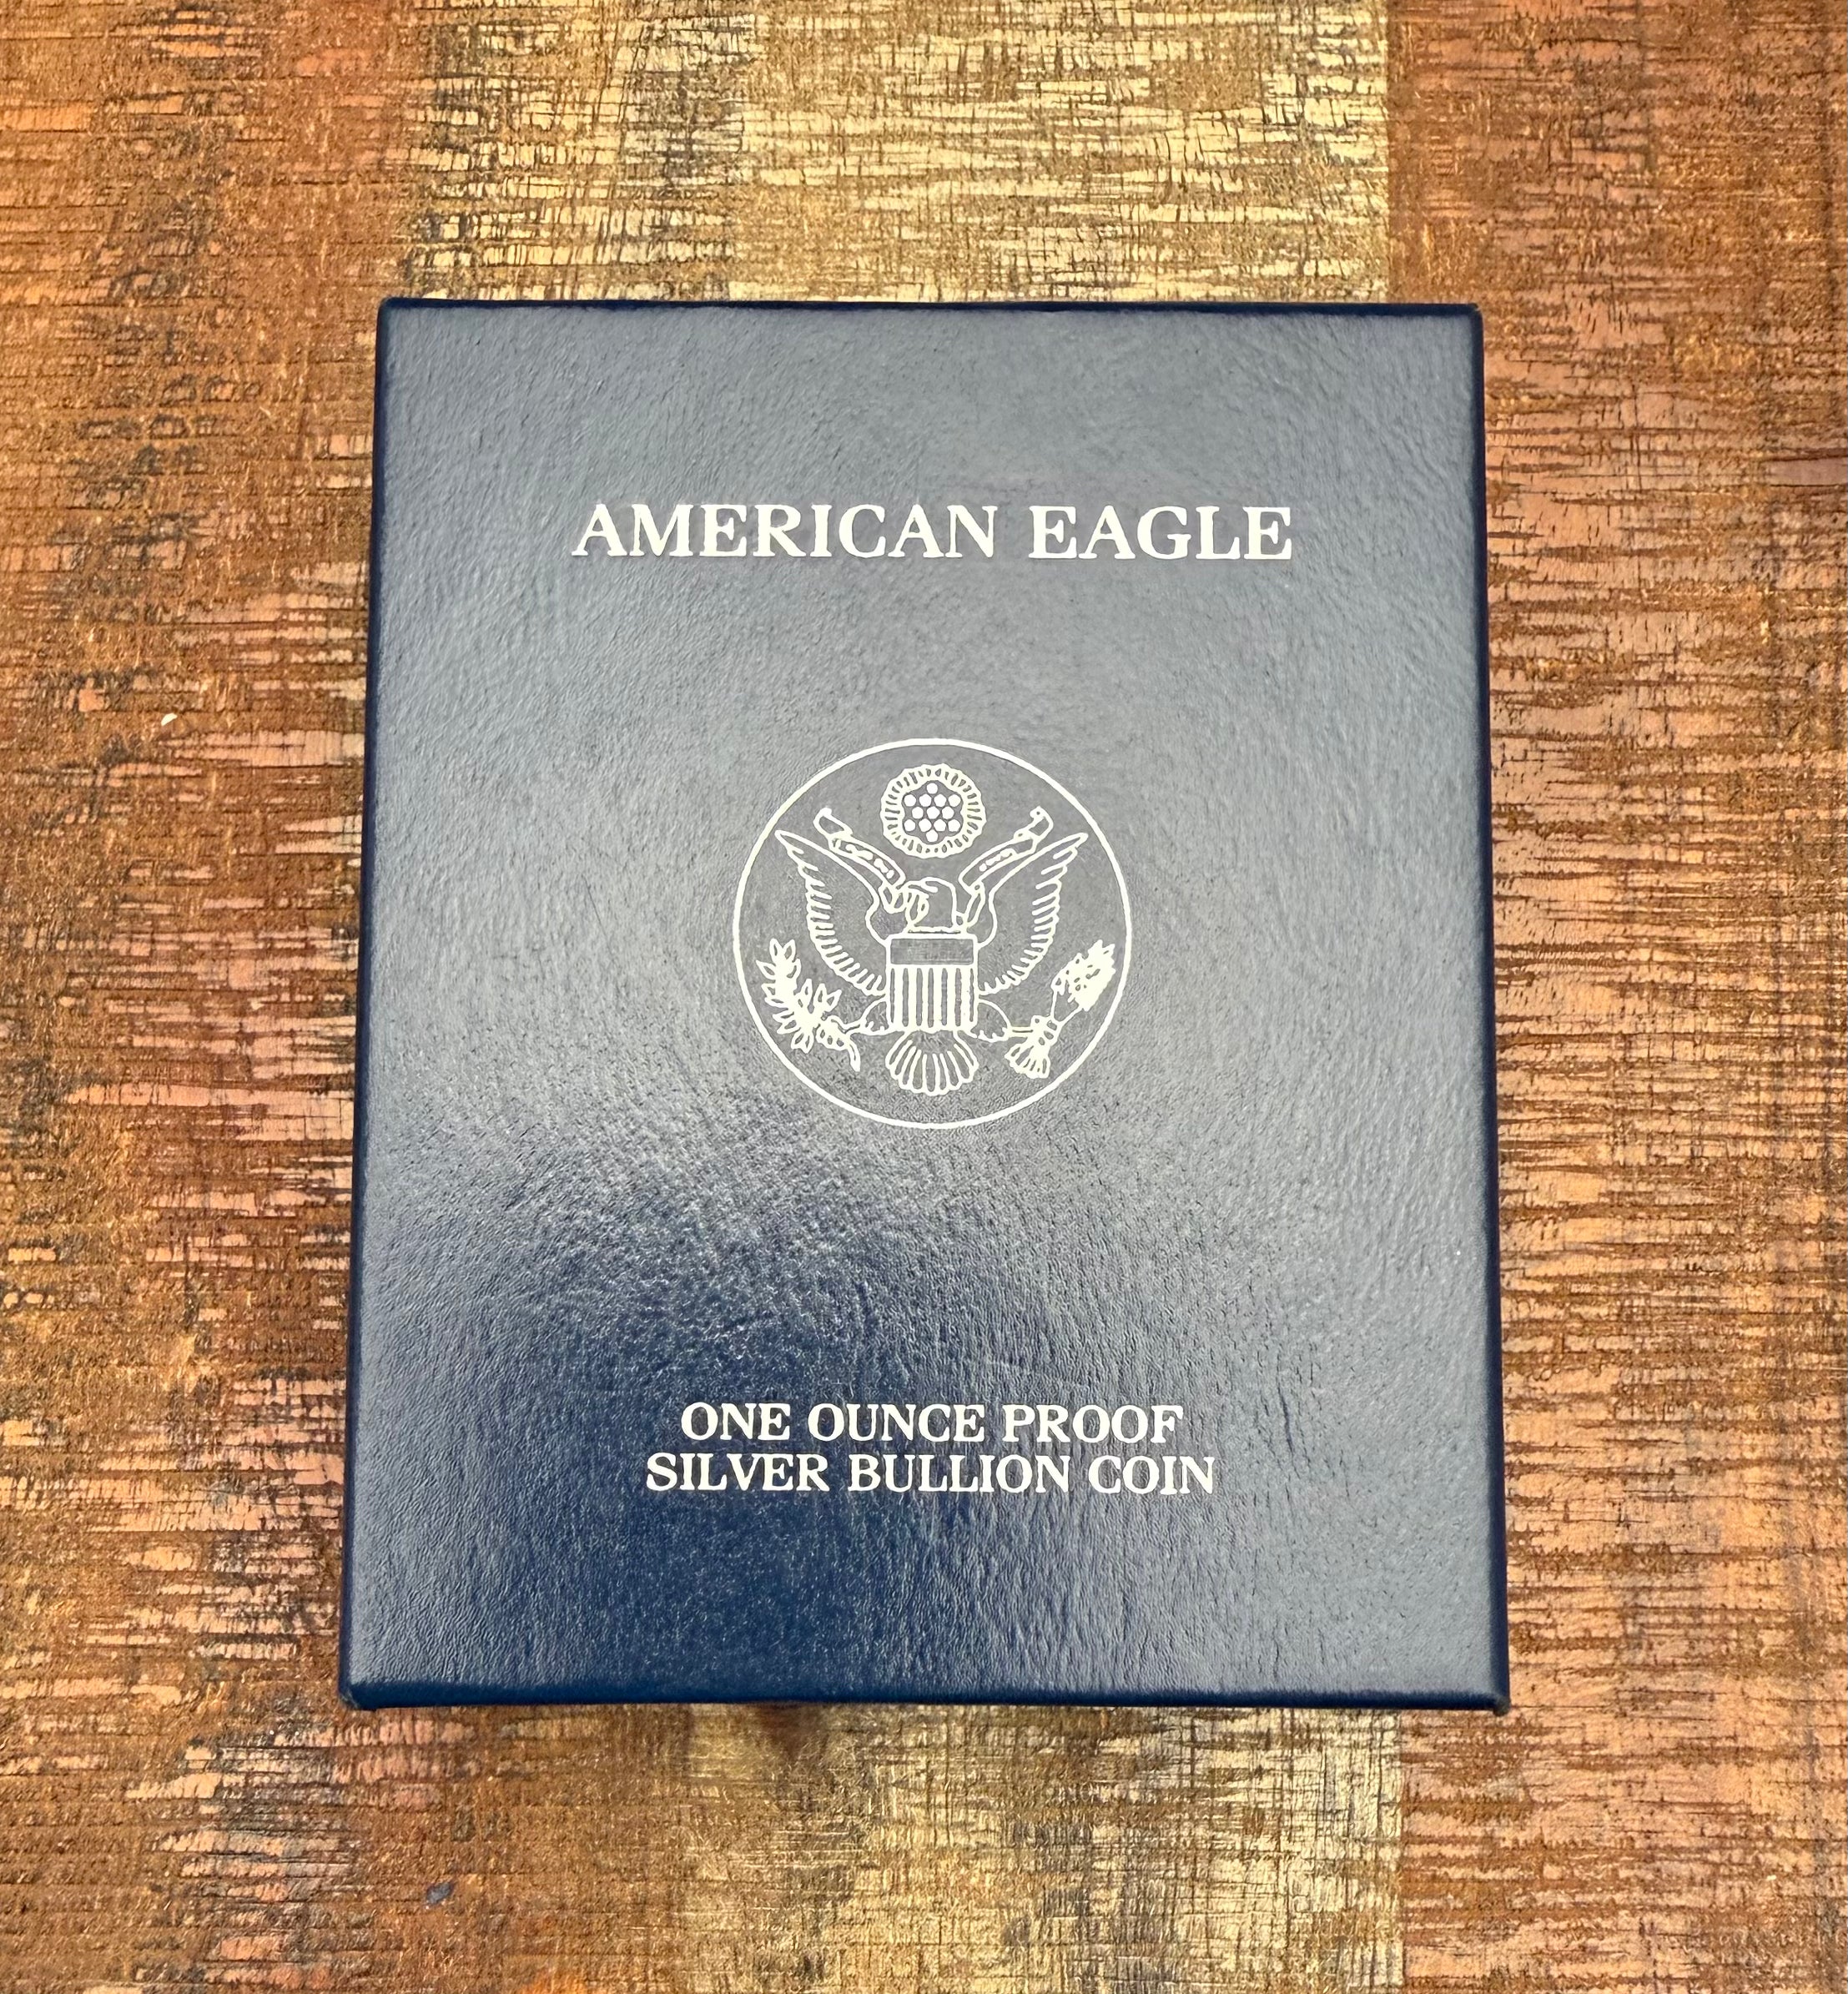 AMERICAN EAGLE
ONE OUNCE PROOF
SILVER BULLION COIN